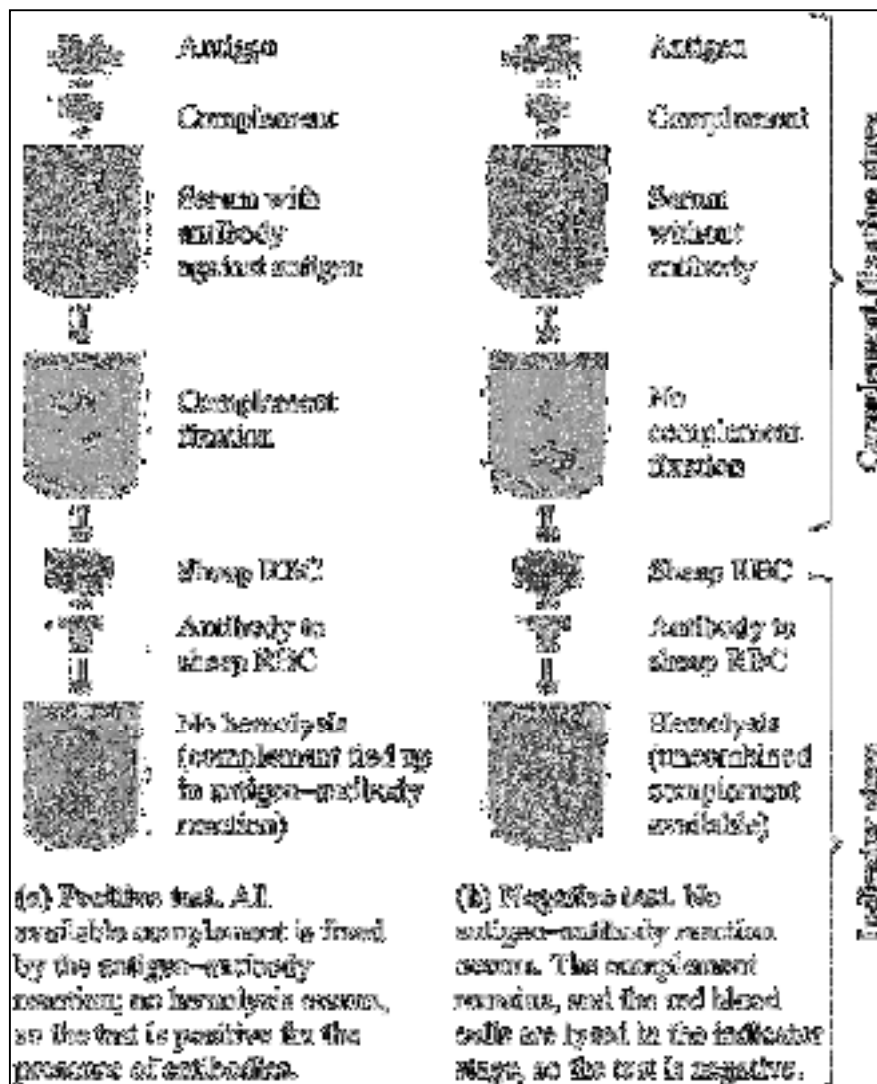 Antigen
Complement
Serum with
antibody
against antigen
Complement
fixation
Sheep RBC
Antibody to
sheep RBC
No hemolysis
(complement tied up
in antigen–antibody
reaction)
(a) Positive test. All
available complement is fixed
by the antigen–antibody
reaction; no hemolysis occurs,
so the test is positive for the
presence of antibodies.
Antigen
Complement
Serum
without
antibody
No
complement
fixation
Sheep RBC
Antibody to
sheep RBC
Hemolysis
(uncombined
complement
available)
(b) Negative test. No
antigen–antibody reaction
occurs. The complement
remains, and the red blood
cells are lysed in the indicator
stage, so the test is negative.
Complement-fixation stage
Indicator stage